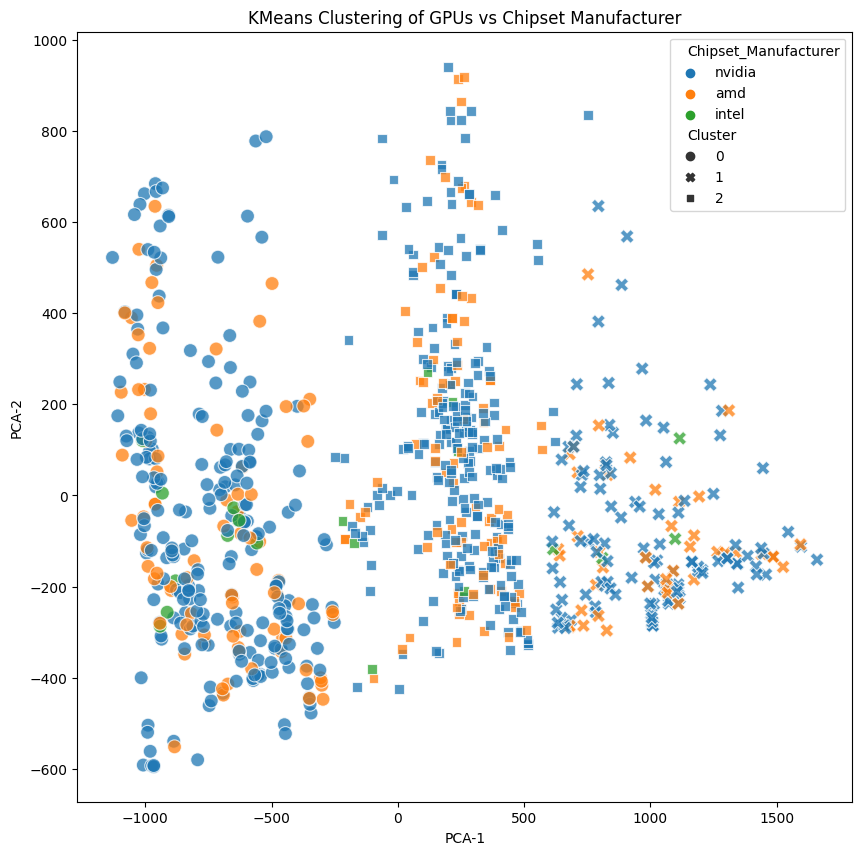 KMeans Clustering of GPUs vs Chipset Manufacturer
Chipset_Manufacturer
nvidia
amd
intel
Cluster
0
1
2
1000
800
600
400
200
0
−200
−400
−600
PCA-2
−1000
−500
0
500
1000
1500
PCA-1